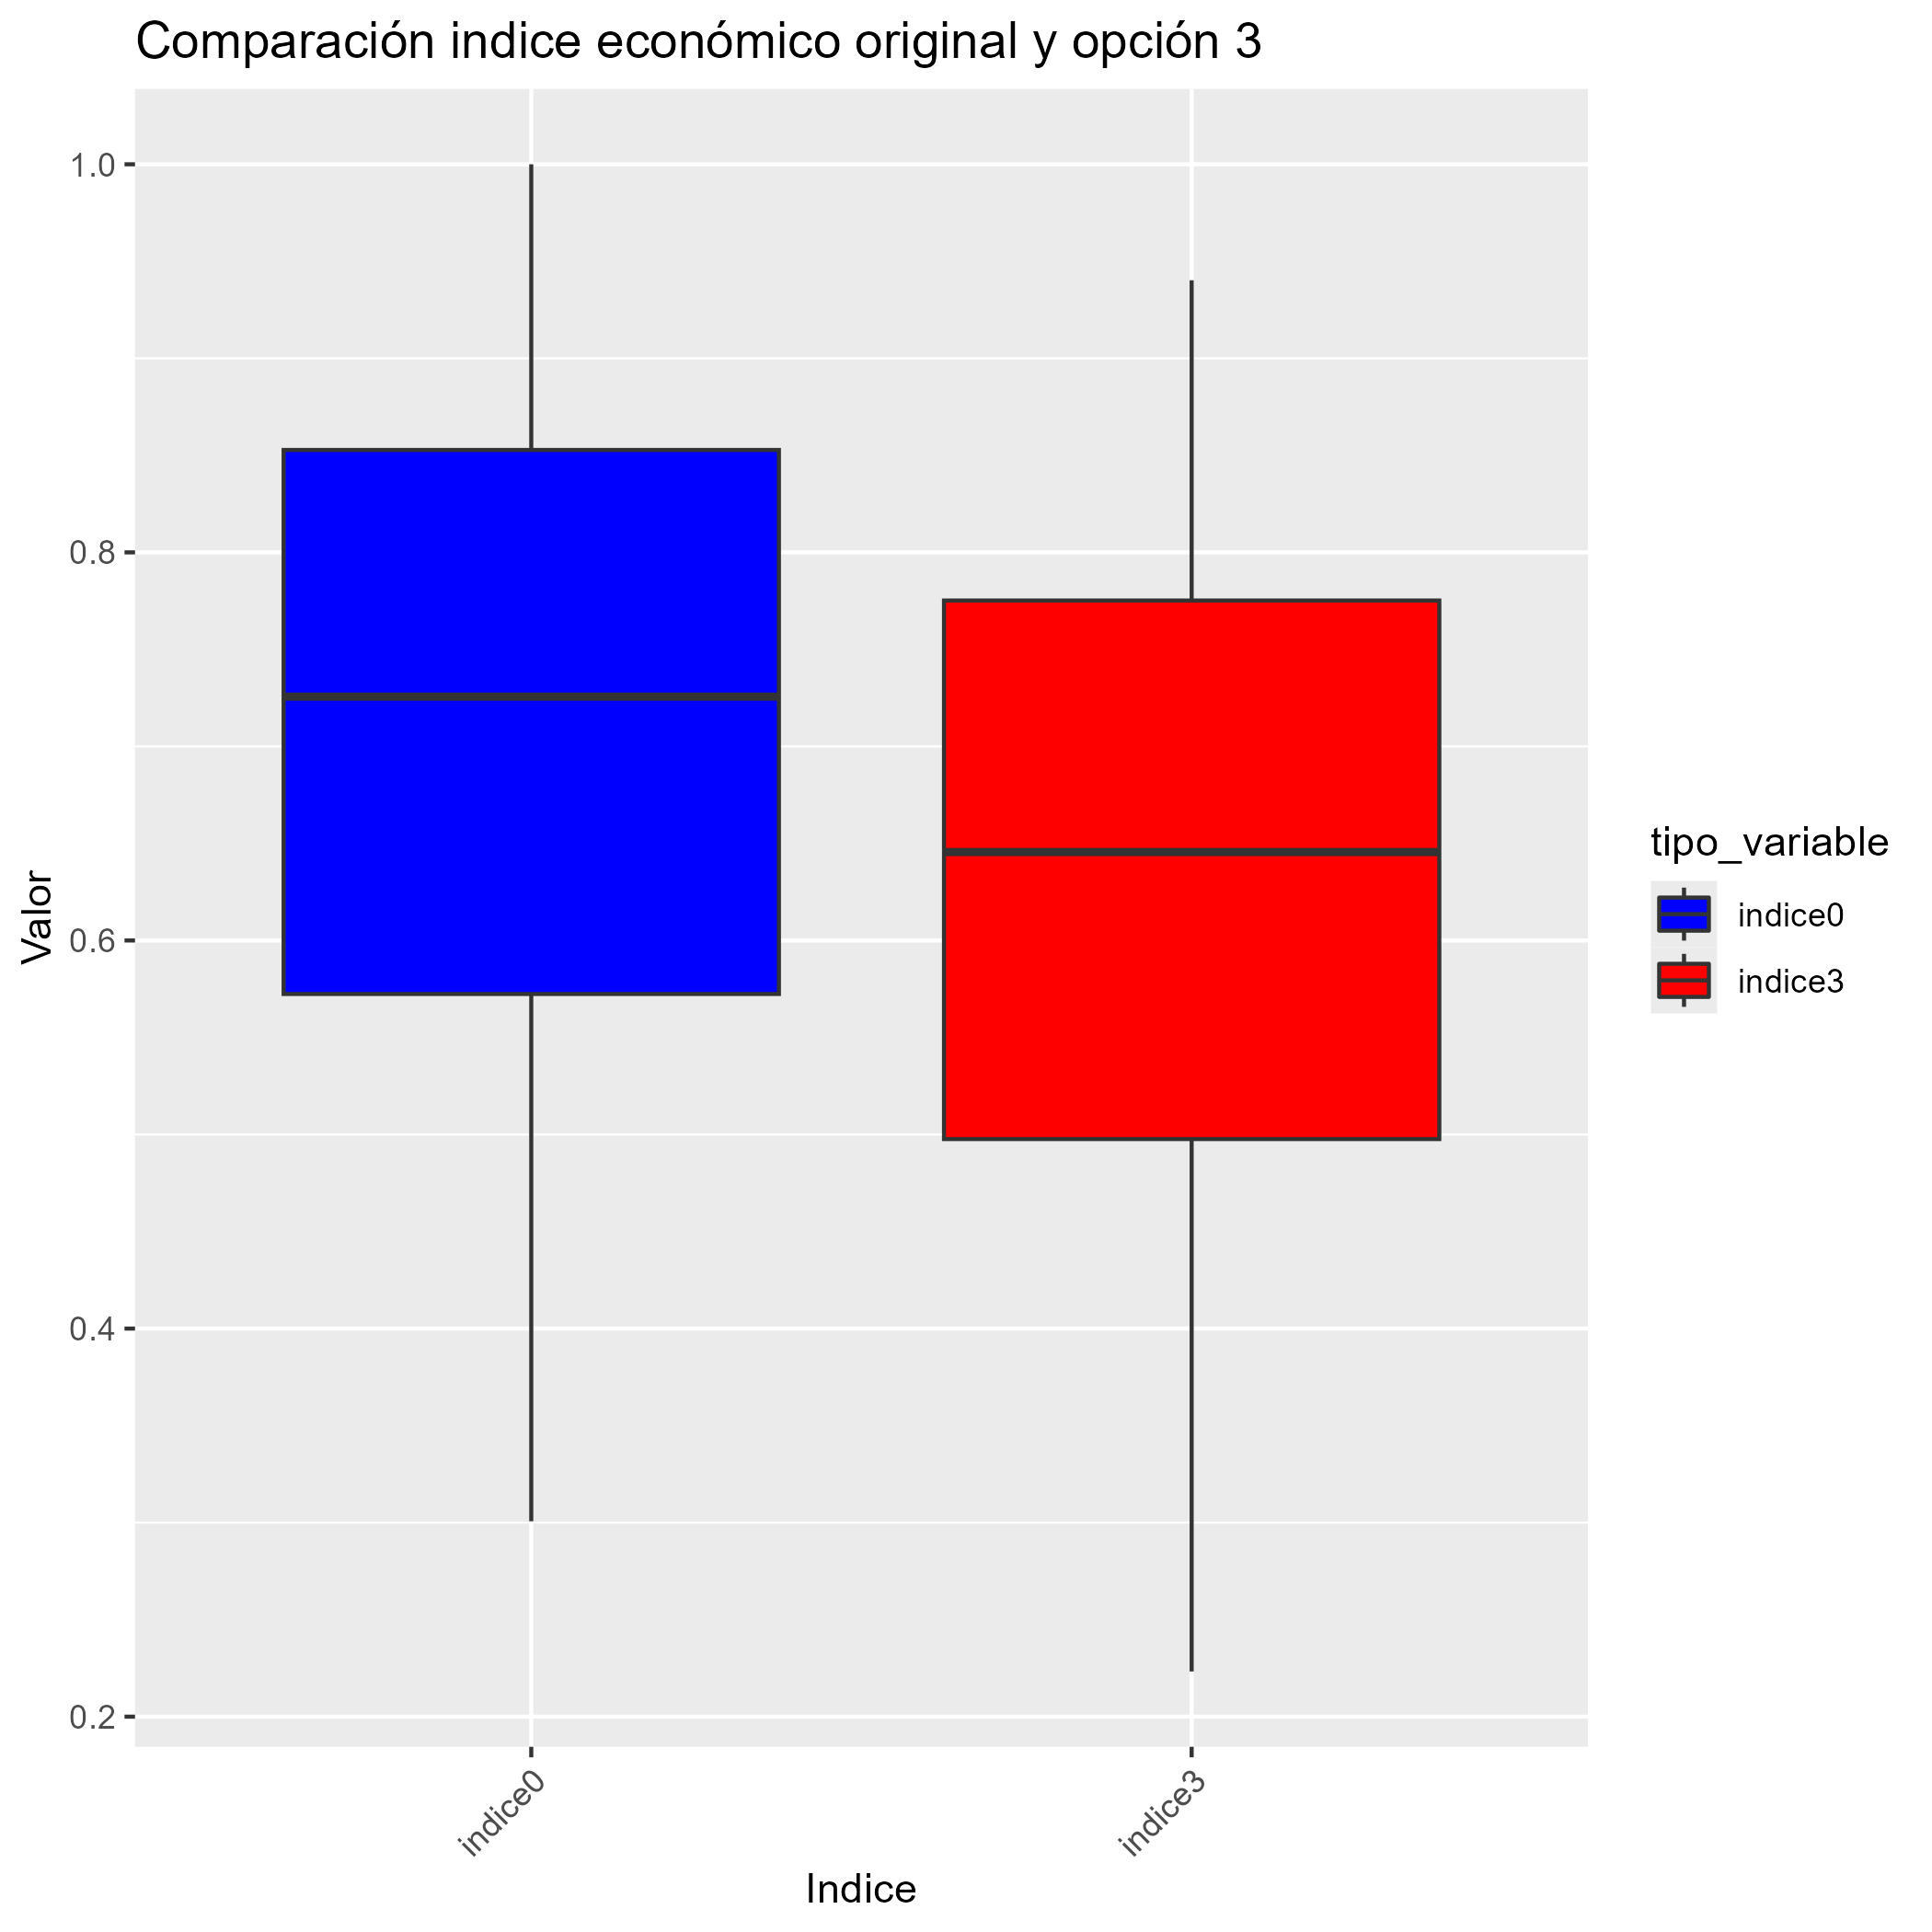 Comparación indice económico original y opción 3
Valor
1.0
0.8
0.6
0.4
0.2
indice0
indice3
Indice
tipo_variable
indice0
indice3